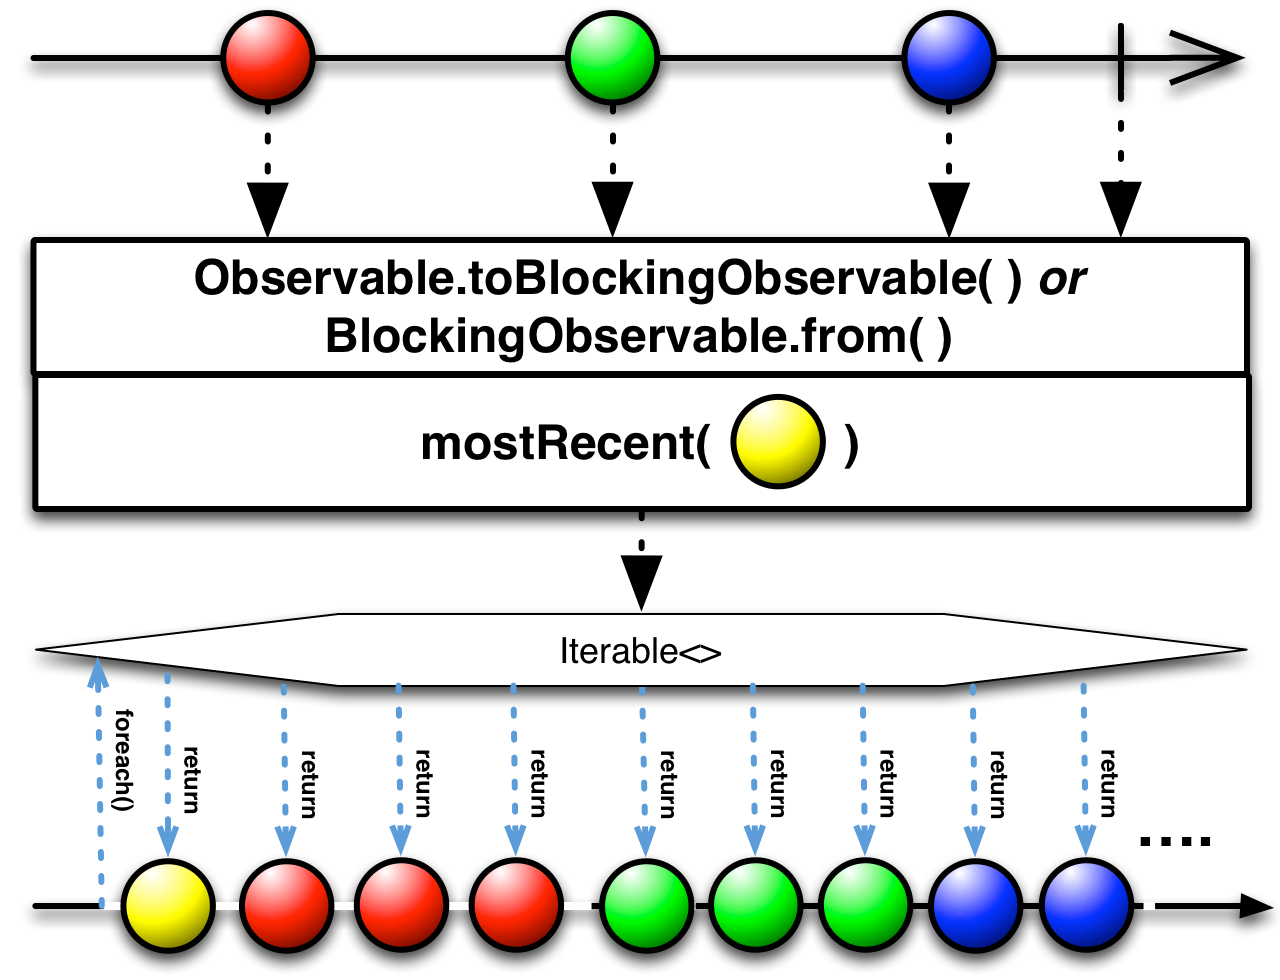 Observable.toBlockingObservable( ) or
BlockingObservable.from( )
mostRecent( )
Iterable<>
foreach()
return
return
return
return
return
return
return
return
return
....